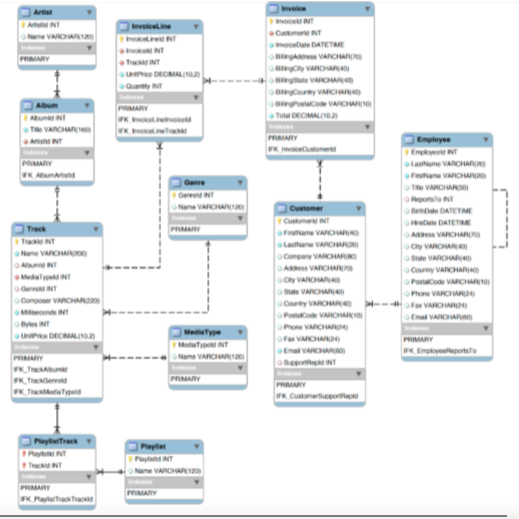 Artist
ArtistId INT
Name VARCHAR(120)
Indexes
PRIMARY
Album
AlbumId INT
Title VARCHAR(160)
ArtistId INT
Indexes
PRIMARY
IFK_AlbumArtistId
Track
TrackId INT
Name VARCHAR(200)
AlbumId INT
MediaTypeId INT
GenreId INT
Composer VARCHAR(220)
Milliseconds INT
Bytes INT
UnitPrice DECIMAL(10,2)
Indexes
PRIMARY
IFK_TrackAlbumId
IFK_TrackGenreId
IFK_TrackMediaTypeId
PlaylistTrack
PlaylistId INT
TrackId INT
Indexes
PRIMARY
IFK_PlaylistTrackTrackId
InvoiceLine
InvoiceLineId INT
InvoiceId INT
TrackId INT
UnitPrice DECIMAL(10,2)
Quantity INT
Indexes
PRIMARY
IFK_InvoiceLineInvoiceId
IFK_InvoiceLineTrackId
Genre
GenreId INT
Name VARCHAR(120)
Indexes
PRIMARY
MediaType
MediaTypeId INT
Name VARCHAR(120)
Indexes
PRIMARY
Playlist
PlaylistId INT
Name VARCHAR(120)
Indexes
PRIMARY
Invoice
InvoiceId INT
CustomerId INT
InvoiceDate DATETIME
BillingAddress VARCHAR(70)
BillingCity VARCHAR(40)
BillingState VARCHAR(40)
BillingCountry VARCHAR(40)
BillingPostalCode VARCHAR(10)
Total DECIMAL(10,2)
Indexes
PRIMARY
IFK_InvoiceCustomerId
Customer
CustomerId INT
FirstName VARCHAR(40)
LastName VARCHAR(20)
Company VARCHAR(80)
Address VARCHAR(70)
City VARCHAR(40)
State VARCHAR(40)
Country VARCHAR(40)
PostalCode VARCHAR(10)
Phone VARCHAR(24)
Fax VARCHAR(24)
Email VARCHAR(60)
SupportRepId INT
Indexes
PRIMARY
IFK_CustomerSupportRepId
Employee
EmployeeId INT
LastName VARCHAR(20)
FirstName VARCHAR(20)
Title VARCHAR(30)
ReportsTo INT
BirthDate DATETIME
HireDate DATETIME
Address VARCHAR(70)
City VARCHAR(40)
State VARCHAR(40)
Country VARCHAR(40)
PostalCode VARCHAR(10)
Phone VARCHAR(24)
Fax VARCHAR(24)
Email VARCHAR(60)
Indexes
PRIMARY
IFK_EmployeeReportsTo